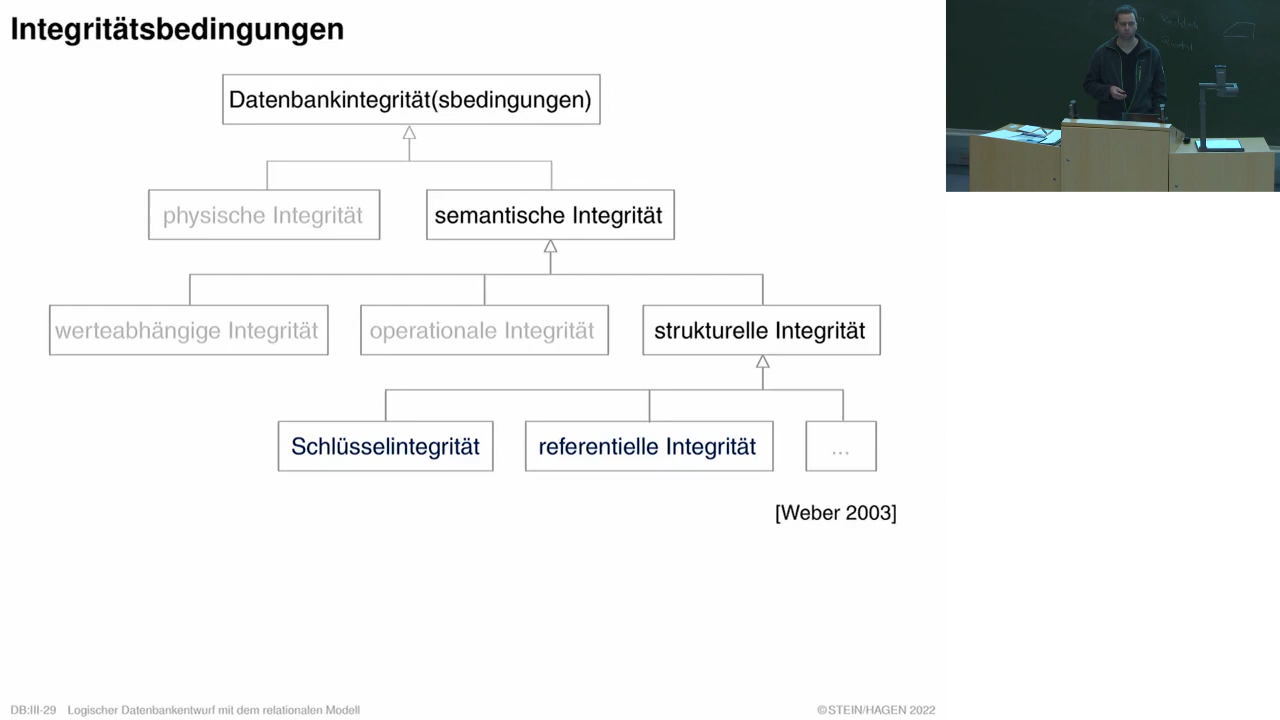 Integritätsbedingungen
Datenbankintegrität(sbedingungen)
physische Integrität
semantische Integrität
werteabhängige Integrität
operationale Integrität
strukturelle Integrität
Schlüsselintegrität
referentielle Integrität
...
[Weber 2003]
DB:III-29 Logischer Datenbankentwurf mit dem relationalen Modell
©STEIN/HAGEN 2022